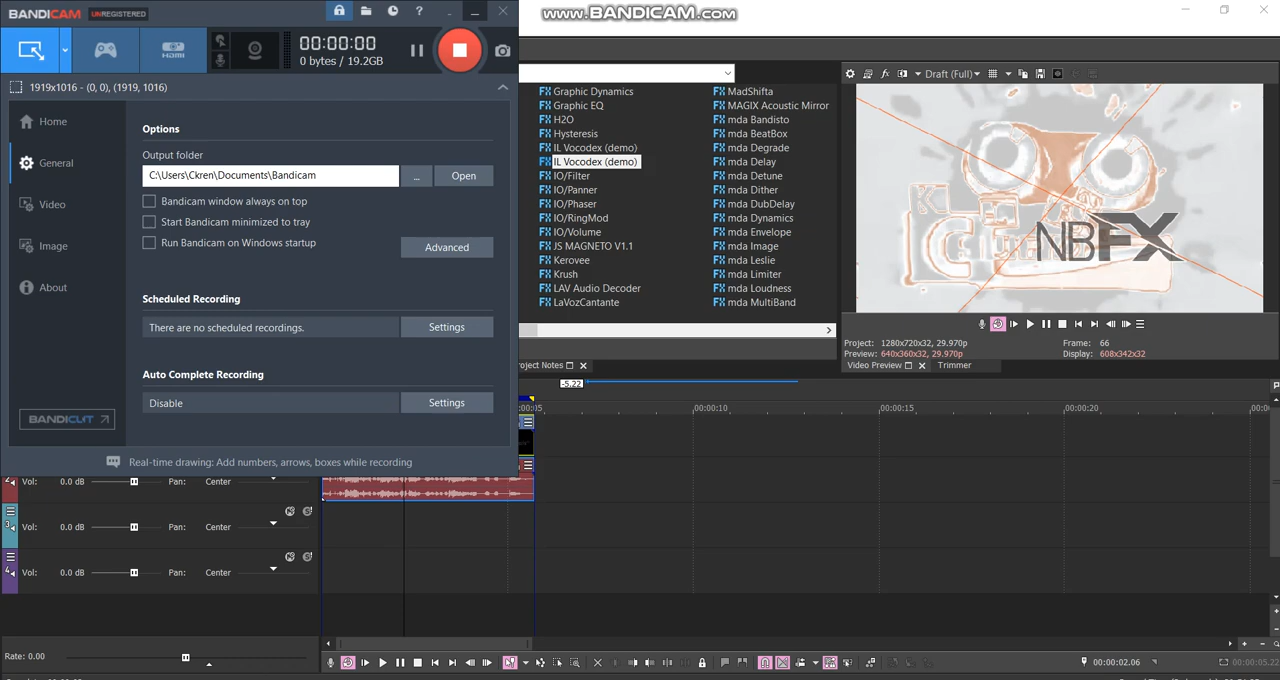 BANDICAM UNREGISTERED
www.BANDICAM.com
00:00:00
0 bytes / 19.2GB
HDMI
1919x1016 - (0, 0), (1919, 1016)
Home
General
Video
Image
About
BANDICUT
Options
Output folder
C:\Users\Ckren\Documents\Bandicam
...
Open
Bandicam window always on top
Start Bandicam minimized to tray
Run Bandicam on Windows startup
Advanced
Scheduled Recording
There are no scheduled recordings.
Settings
Auto Complete Recording
Disable
Settings
Real-time drawing: Add numbers, arrows, boxes while recording
FX Graphic Dynamics
FX Graphic EQ
FX H2O
FX Hysteresis
FX IL Vocodex (demo)
FX IL Vocodex (demo)
FX IO/Filter
FX IO/Panner
FX IO/Phaser
FX IO/RingMod
FX IO/Volume
FX JS MAGNETO V1.1
FX Kerovee
FX Krush
FX LAV Audio Decoder
FX LaVozCantante
FX MadShifta
FX MAGIX Acoustic Mirror
FX mda Bandisto
FX mda BeatBox
FX mda Degrade
FX mda Delay
FX mda Detune
FX mda Dither
FX mda DubDelay
FX mda Dynamics
FX mda Envelope
FX mda Image
FX mda Leslie
FX mda Limiter
FX mda Loudness
FX mda MultiBand
roject Notes
fx
Draft (Full)
NBFX
Project: 1280x720x32, 29.970p
Preview: 640x360x32, 29.970p
Frame: 66
Display: 608x342x32
Video Preview
Trimmer
-5.22
00:00:10
00:00:15
00:00:20
2
Vol: 0.0 dB Pan: Center
3
Vol: 0.0 dB Pan: Center
4
Vol: 0.0 dB Pan: Center
Rate: 0.00
00:00:02.06
00:00:05.22